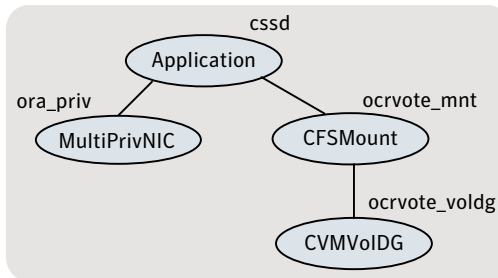 cssd
Application
ora_priv
MultiPrivNIC
ocrvote_mnt
CFSMount
ocrvote_voldg
CVMVolDG